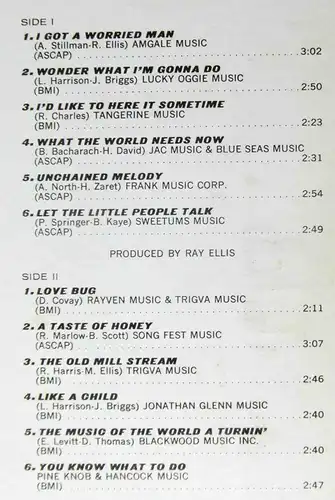 SIDE I
1. I GOT A WORRIED MAN
(A. Stillman-R. Ellis) AMGALE MUSIC
(ASCAP) 3:02
2. WONDER WHAT I'M GONNA DO
(L. Harrison-J. Briggs) LUCKY OGGIE MUSIC
(BMI) 2:50
3. I'D LIKE TO HERE IT SOMETIME
(R. Charles) TANGERINE MUSIC
(BMI) 2:23
4. WHAT THE WORLD NEEDS NOW
(B. Bacharach-H. David) JAC MUSIC & BLUE SEAS MUSIC
(ASCAP) 2:31
5. UNCHAINED MELODY
(A. North-H. Zaret) FRANK MUSIC CORP.
(ASCAP) 2:54
6. LET THE LITTLE PEOPLE TALK
(P. Springer-B. Kaye) SWEETUMS MUSIC
(ASCAP) 2:49
PRODUCED BY RAY ELLIS
SIDE II
1. LOVE BUG
(D. Covay) RAYVEN MUSIC & TRIGVA MUSIC
(BMI) 2:11
2. A TASTE OF HONEY
(R. Marlow-B. Scott) SONG FEST MUSIC
(ASCAP) 3:07
3. THE OLD MILL STREAM
(R. Harris-M. Ellis) TRIGVA MUSIC
(BMI) 2:46
4. LIKE A CHILD
(L. Harrison-J. Briggs) JONATHAN GLENN MUSIC
(BMI) 2:40
5. THE MUSIC OF THE WORLD A TURNIN'
(E. Levitt-D. Thomas) BLACKWOOD MUSIC INC.
(BMI) 2:40
6. YOU KNOW WHAT TO DO
PINE KNOB & HANCOCK MUSIC
(BMI) 2:47